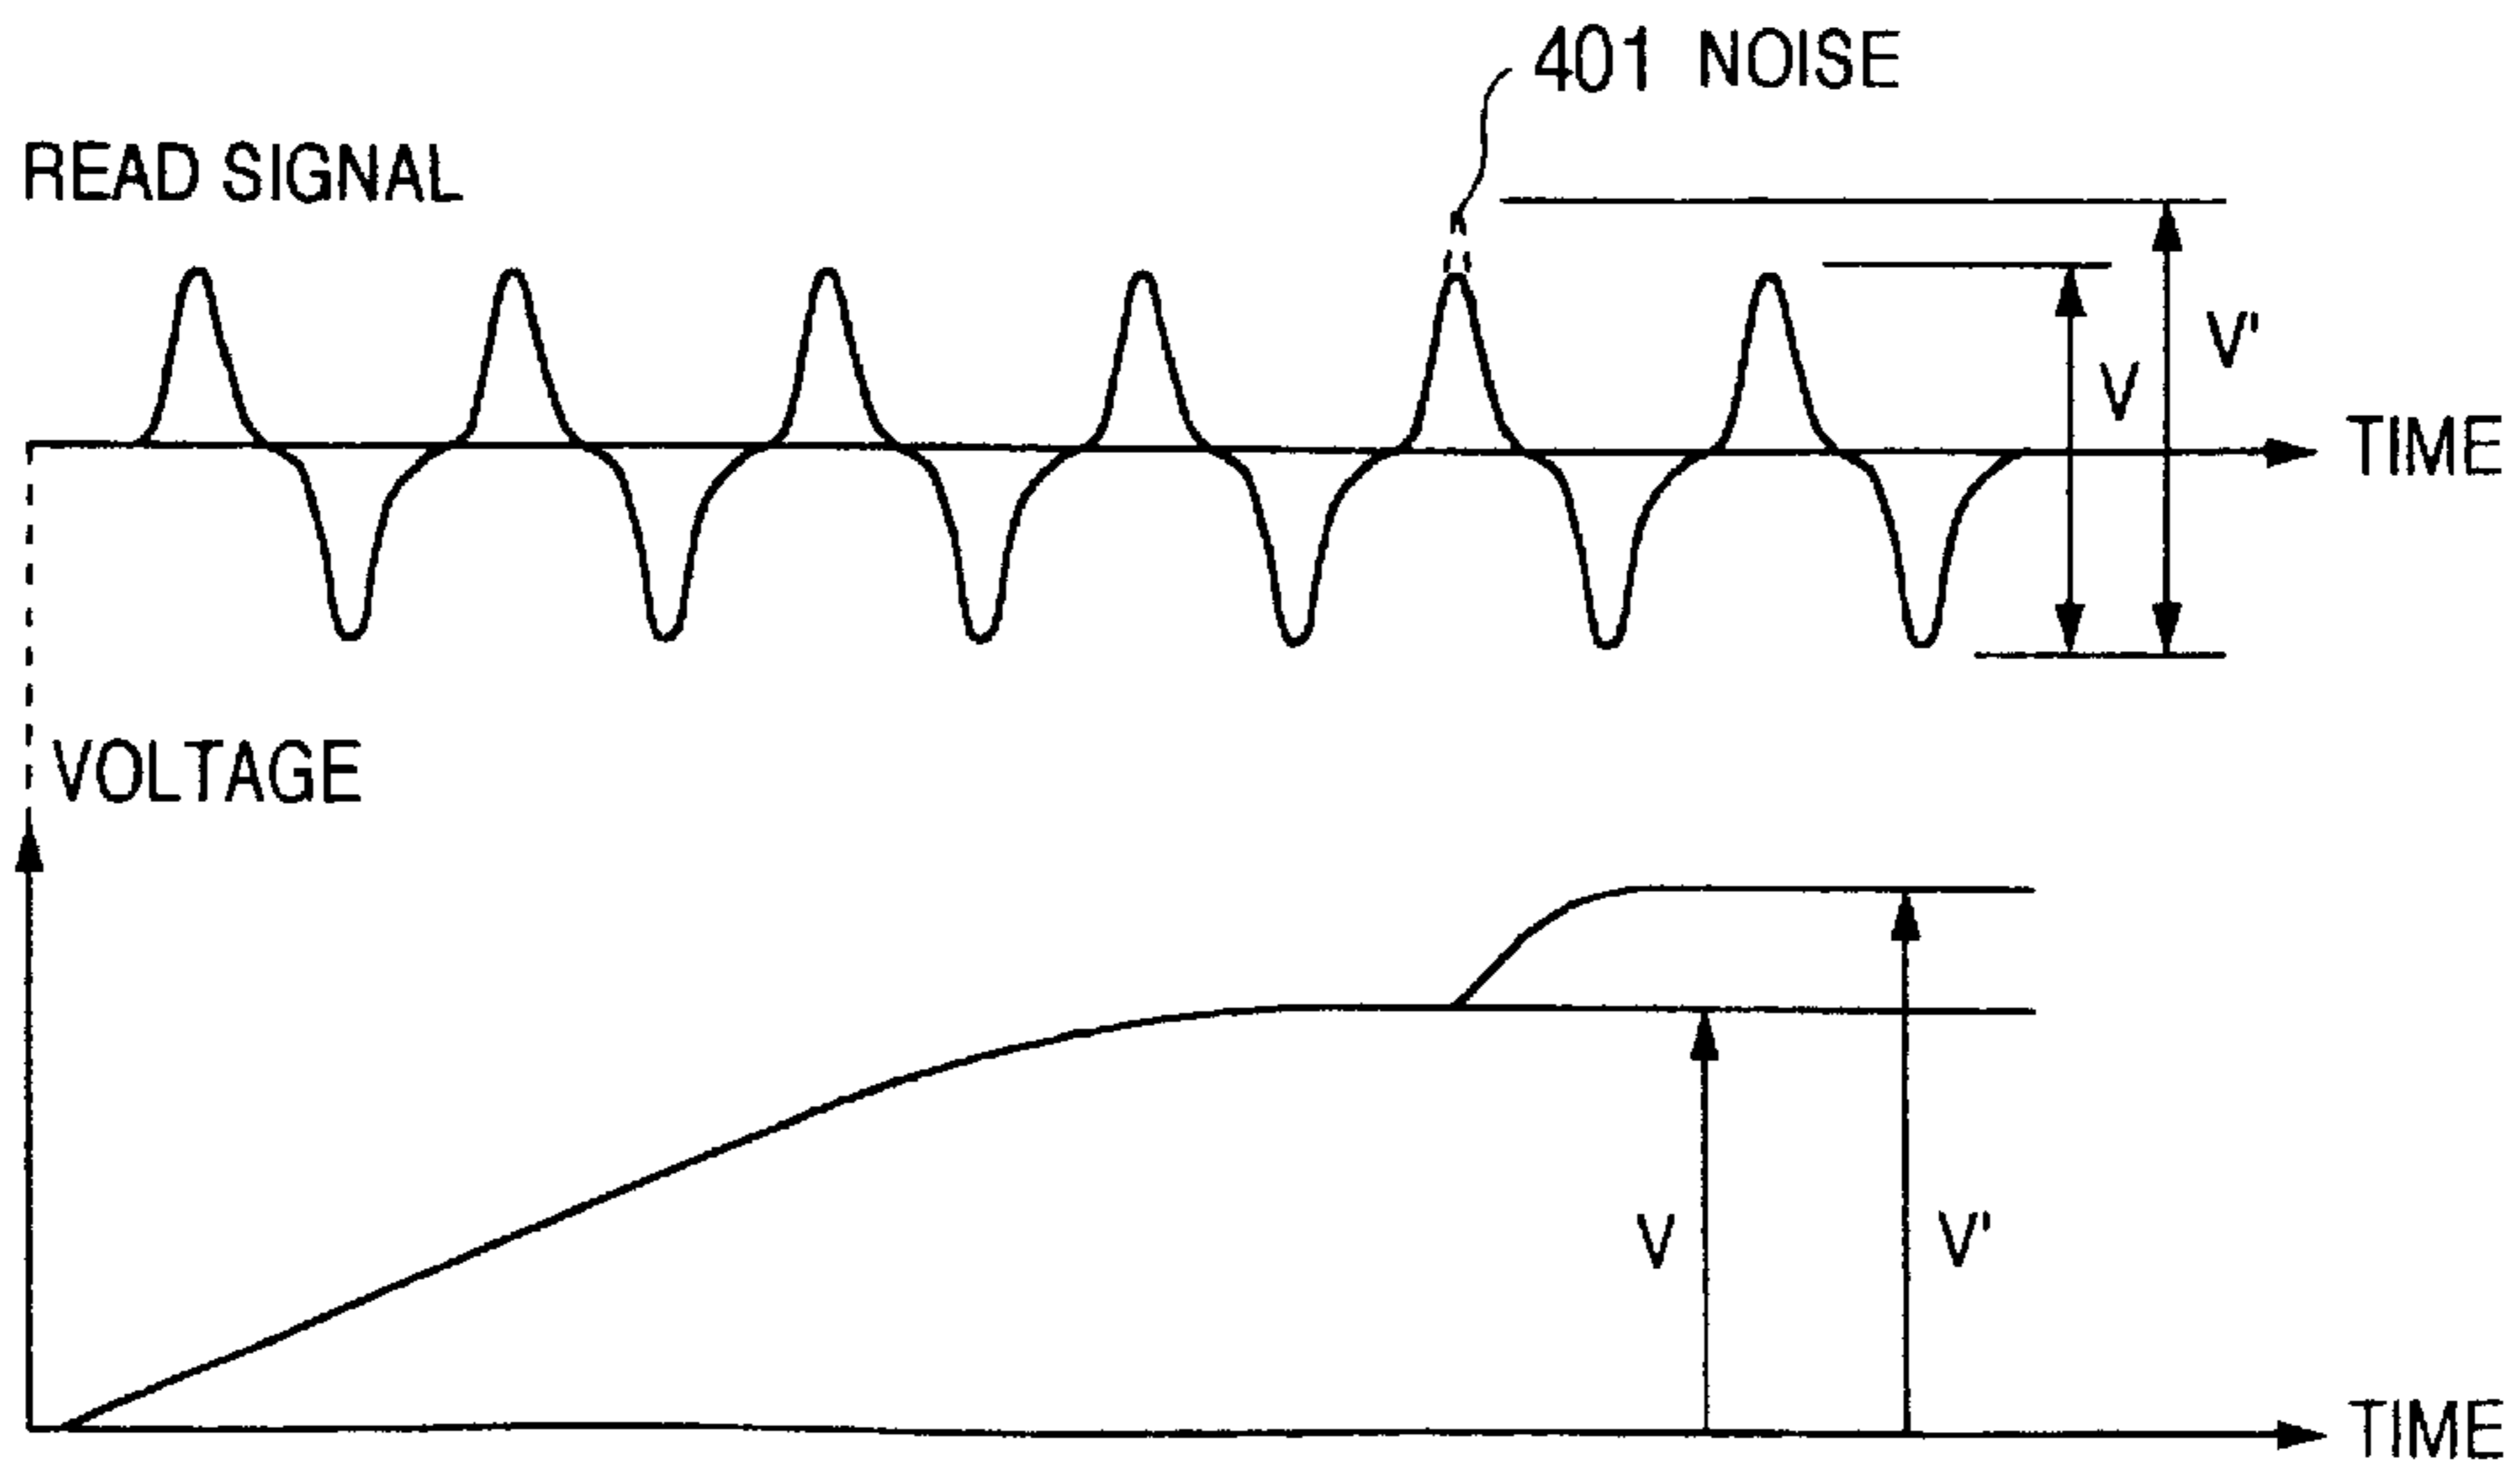 401 NOISE
READ SIGNAL
V'
V
TIME
VOLTAGE
V
V'
TIME